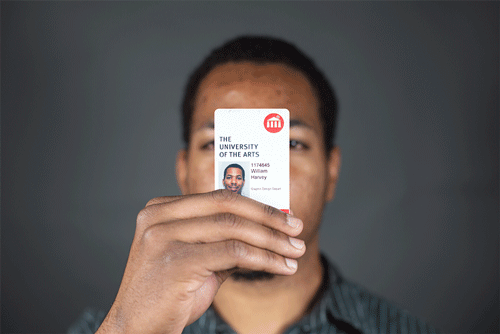 THE
UNIVERSITY
OF THE ARTS
1174645
William
Harvey